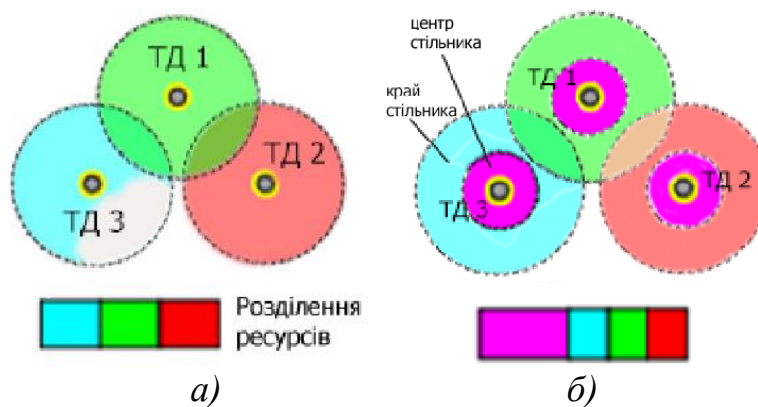 ТД 1
ТД 2
ТД 3
Розділення
ресурсів
а)
центр
стільника
край
стільника
ТД 1
ТД 2
ТД 3
б)